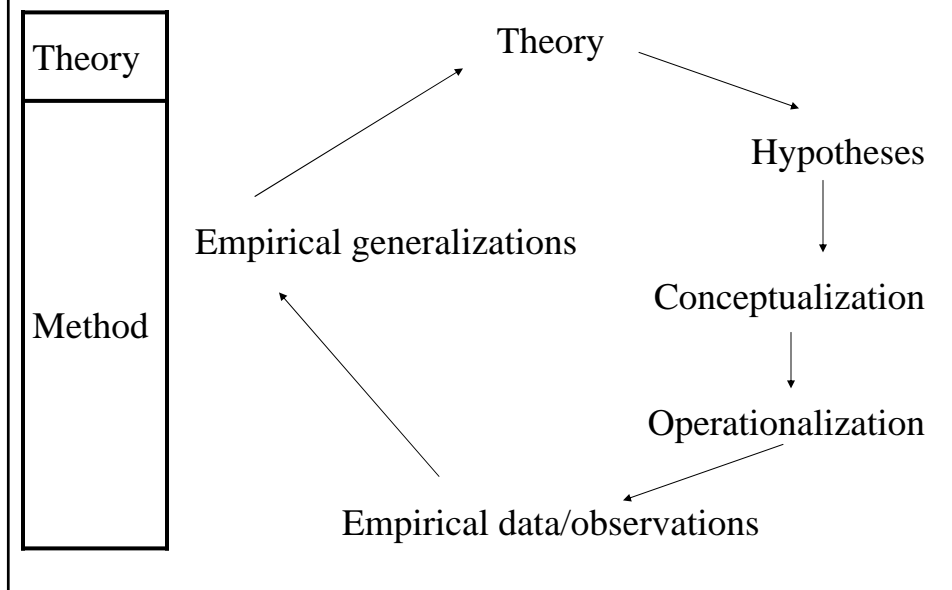 Theory
Theory
Hypotheses
Empirical generalizations
Conceptualization
Method
Operationalization
Empirical data/observations